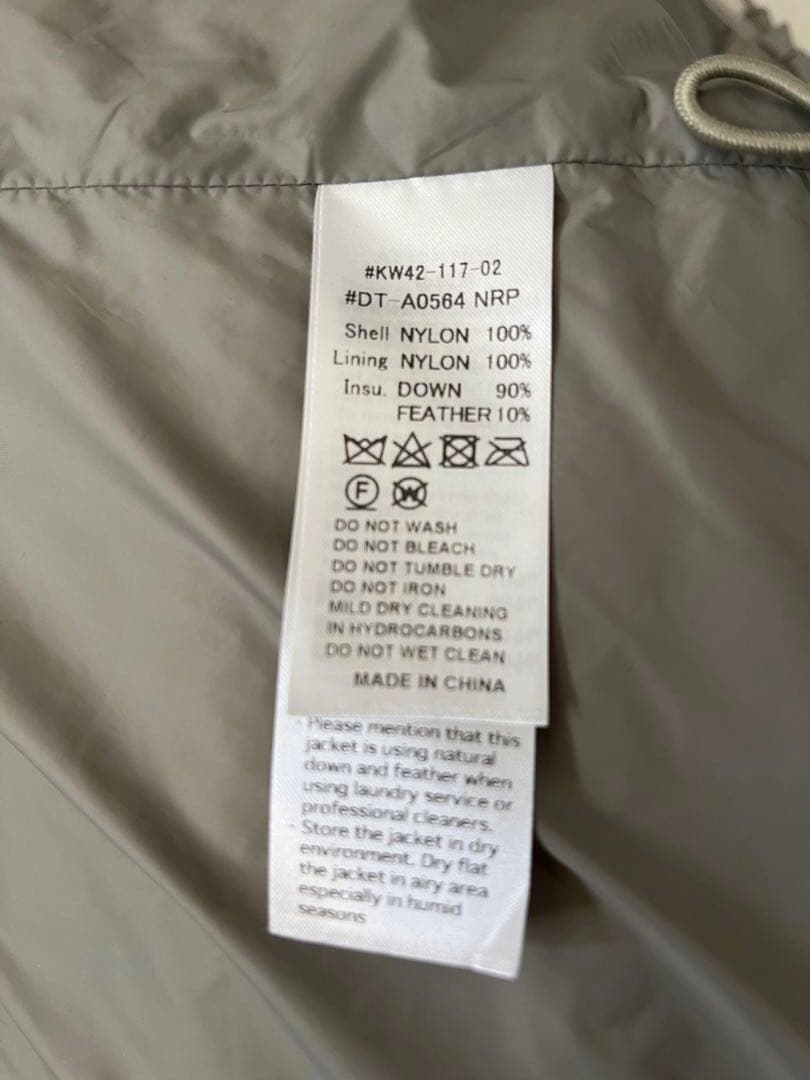 #KW42-117-02
#DT-A0564 NRP
Shell NYLON 100%
Lining NYLON 100%
Insu. DOWN 90%
FEATHER 10%
F W
DO NOT WASH
DO NOT BLEACH
DO NOT TUMBLE DRY
DO NOT IRON
MILD DRY CLEANING
IN HYDROCARBONS
DO NOT WET CLEAN
MADE IN CHINA
· Please mention that this
jacket is using natural
down and feather when
using laundry service or
professional cleaners.
· Store the jacket in dry
environment. Dry flat
the jacket in airy area
especially in humid
seasons